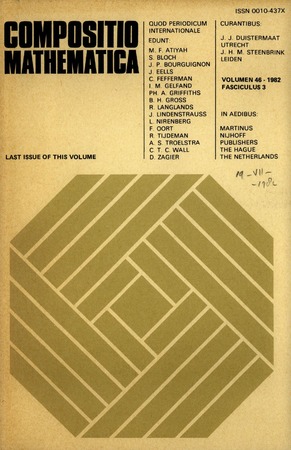 ISSN 0010-437X
COMPOSITIO
MATHEMATICA
LAST ISSUE OF THIS VOLUME
QUOD PERIODICUM
INTERNATIONALE
EDUNT:
M. F. ATIYAH
S. BLOCH
J. P. BOURGUIGNON
J. EELLS
C. FEFFERMAN
I. M. GELFAND
PH. A. GRIFFITHS
B. H. GROSS
R. LANGLANDS
J. LINDENSTRAUSS
L. NIRENBERG
F. OORT
R. TIJDEMAN
A. S. TROELSTRA
C. T. C. WALL
D. ZAGIER
CURANTIBUS:
J. J. DUISTERMAAT
UTRECHT
J. H. M. STEENBRINK
LEIDEN
VOLUMEN 46 - 1982
FASCICULUS 3
IN AEDIBUS:
MARTINUS
NIJHOFF
PUBLISHERS
THE HAGUE
THE NETHERLANDS
M - VII -
- 1982